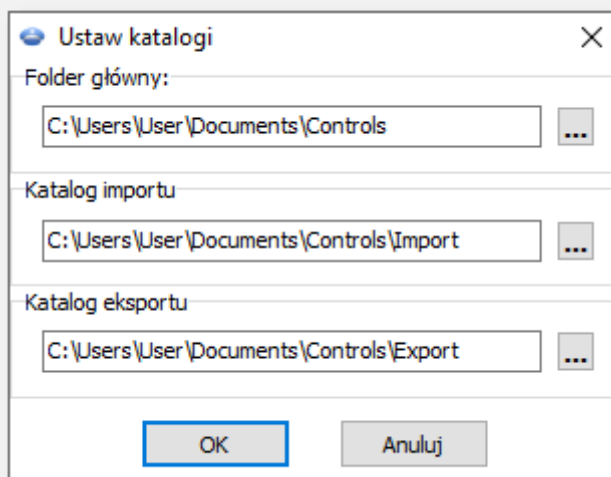 Ustaw katalogi
Folder główny:
C:\Users\User\Documents\Controls
...
Katalog importu
C:\Users\User\Documents\Controls\Import
...
Katalog eksportu
C:\Users\User\Documents\Controls\Export
...
OK Anuluj